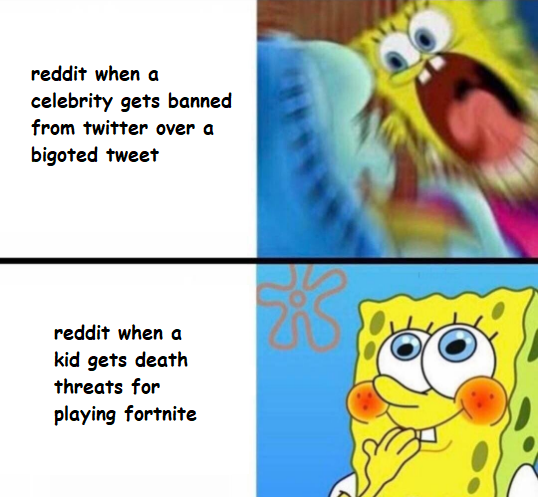 reddit when a
celebrity gets banned
from twitter over a
bigoted tweet
reddit when a
kid gets death
threats for
playing fortnite